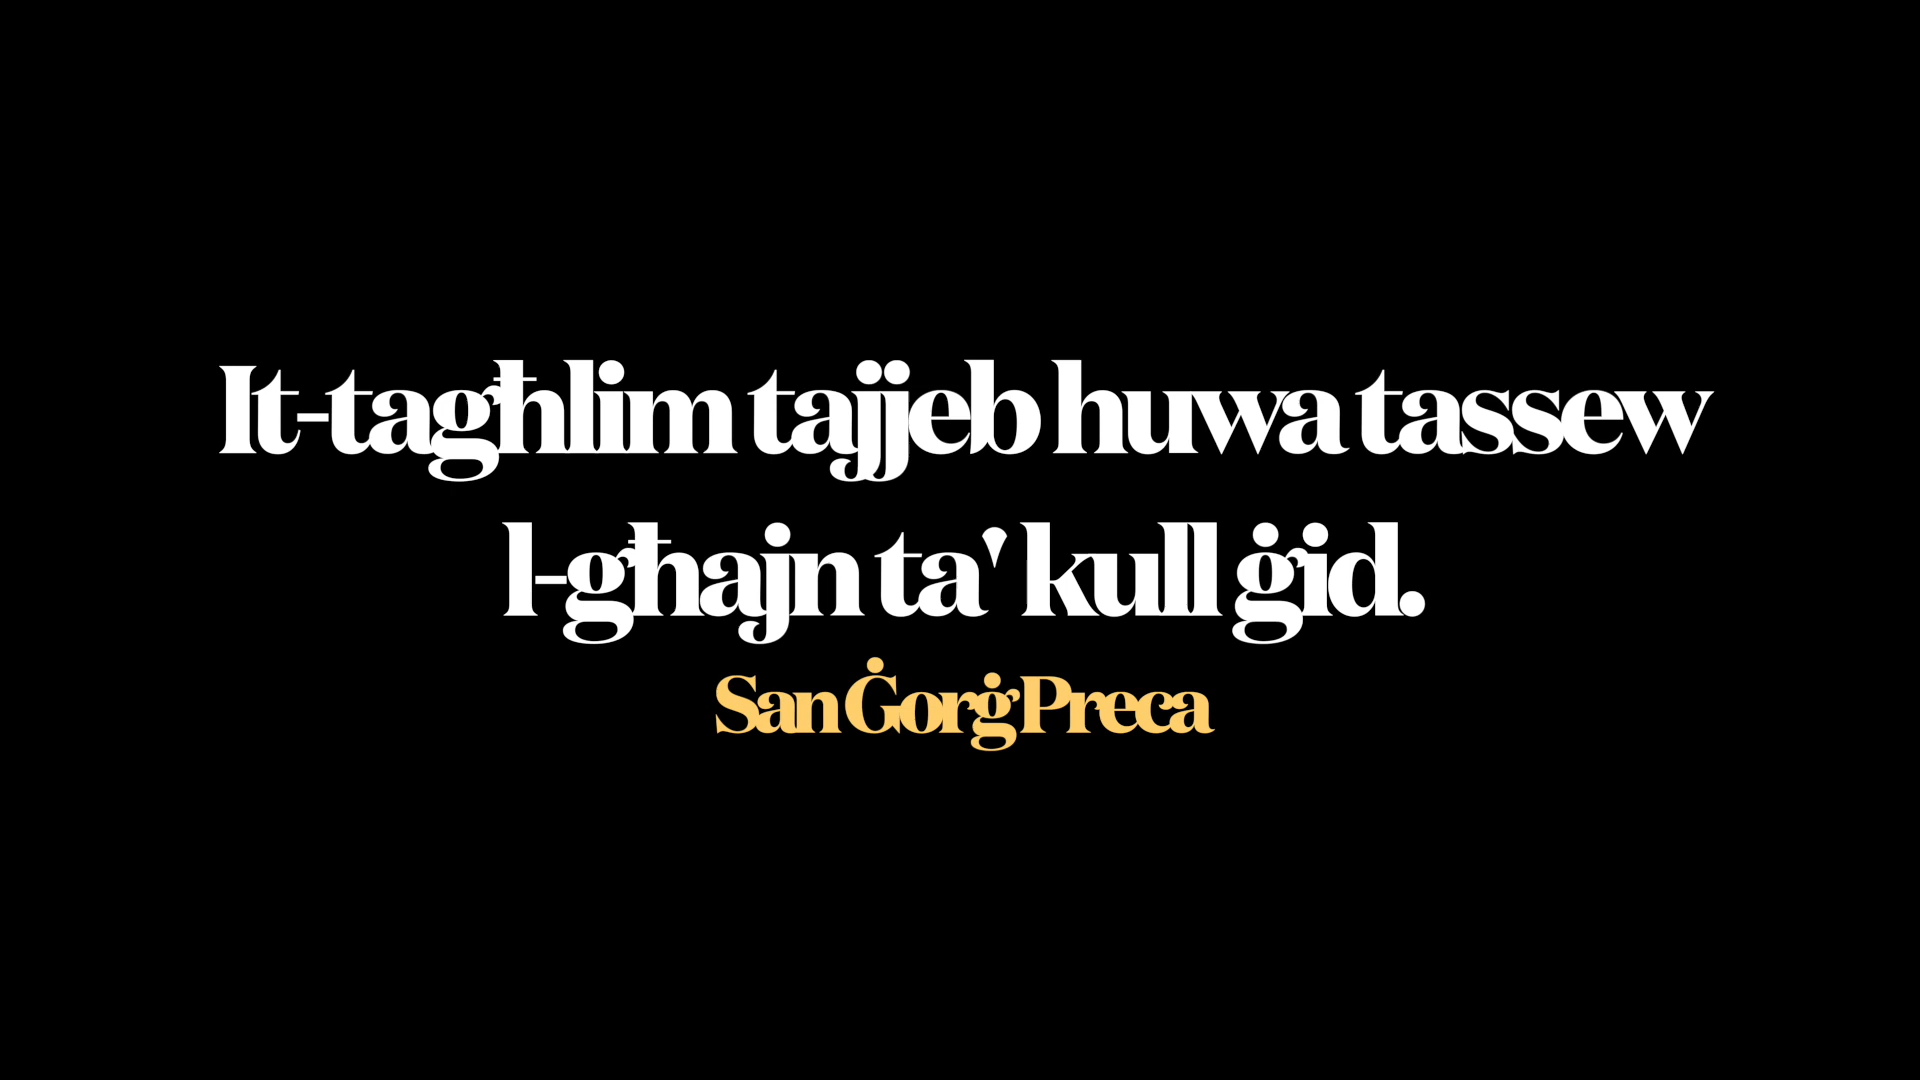 It-tagħlim tajjeb huwa tassew
l-għajn ta' kull ġid.
San Ġorġ Preca